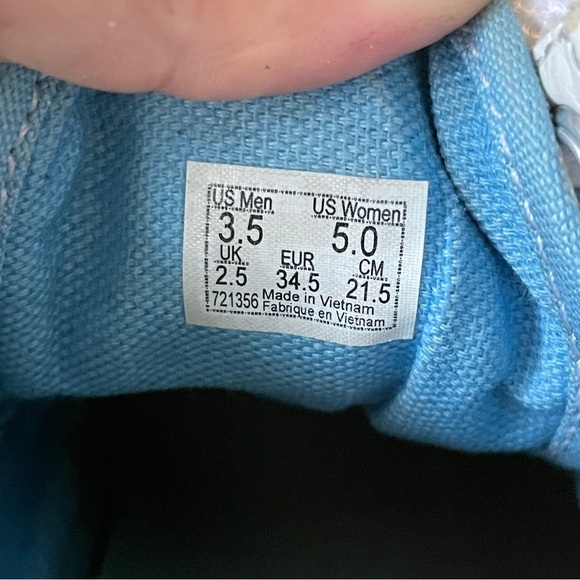 US Men US Women
3.5 5.0
UK EUR CM
2.5 34.5 21.5
721356 Made in Vietnam
Fabrique en Vietnam